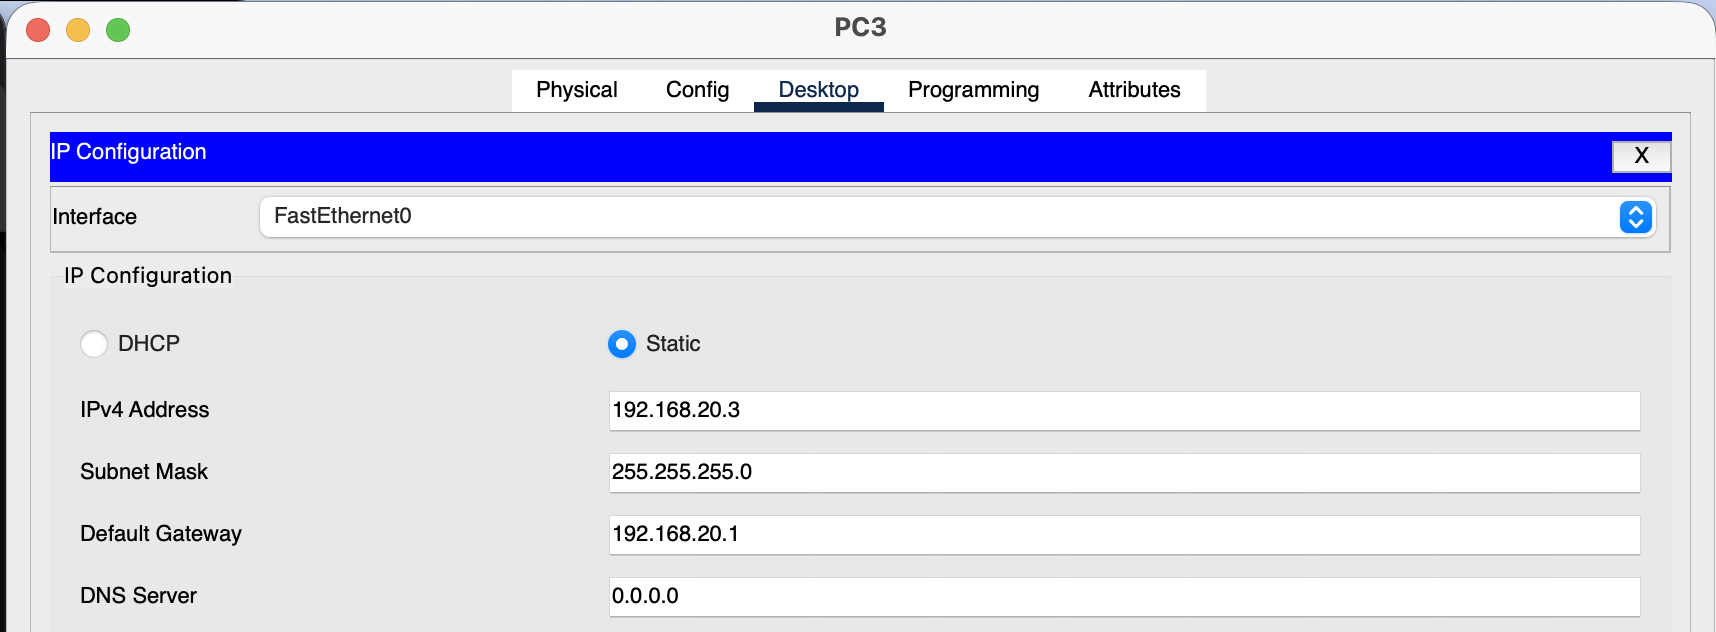 PC3
Physical Config Desktop Programming Attributes
IP Configuration X
Interface FastEthernet0
IP Configuration
DHCP Static
IPv4 Address 192.168.20.3
Subnet Mask 255.255.255.0
Default Gateway 192.168.20.1
DNS Server 0.0.0.0